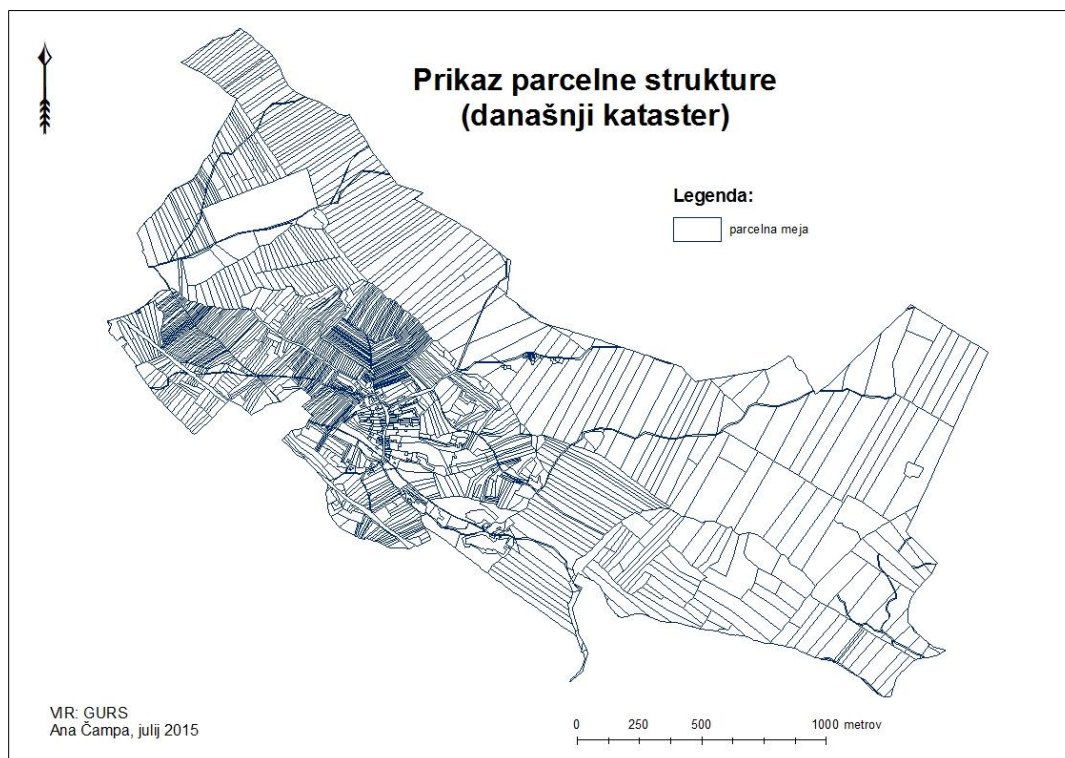 Prikaz parcelne strukture
(današnji kataster)
Legenda:
parcelna meja
VIR: GURS
Ana Čampa, julij 2015
0 250 500 1000 metrov